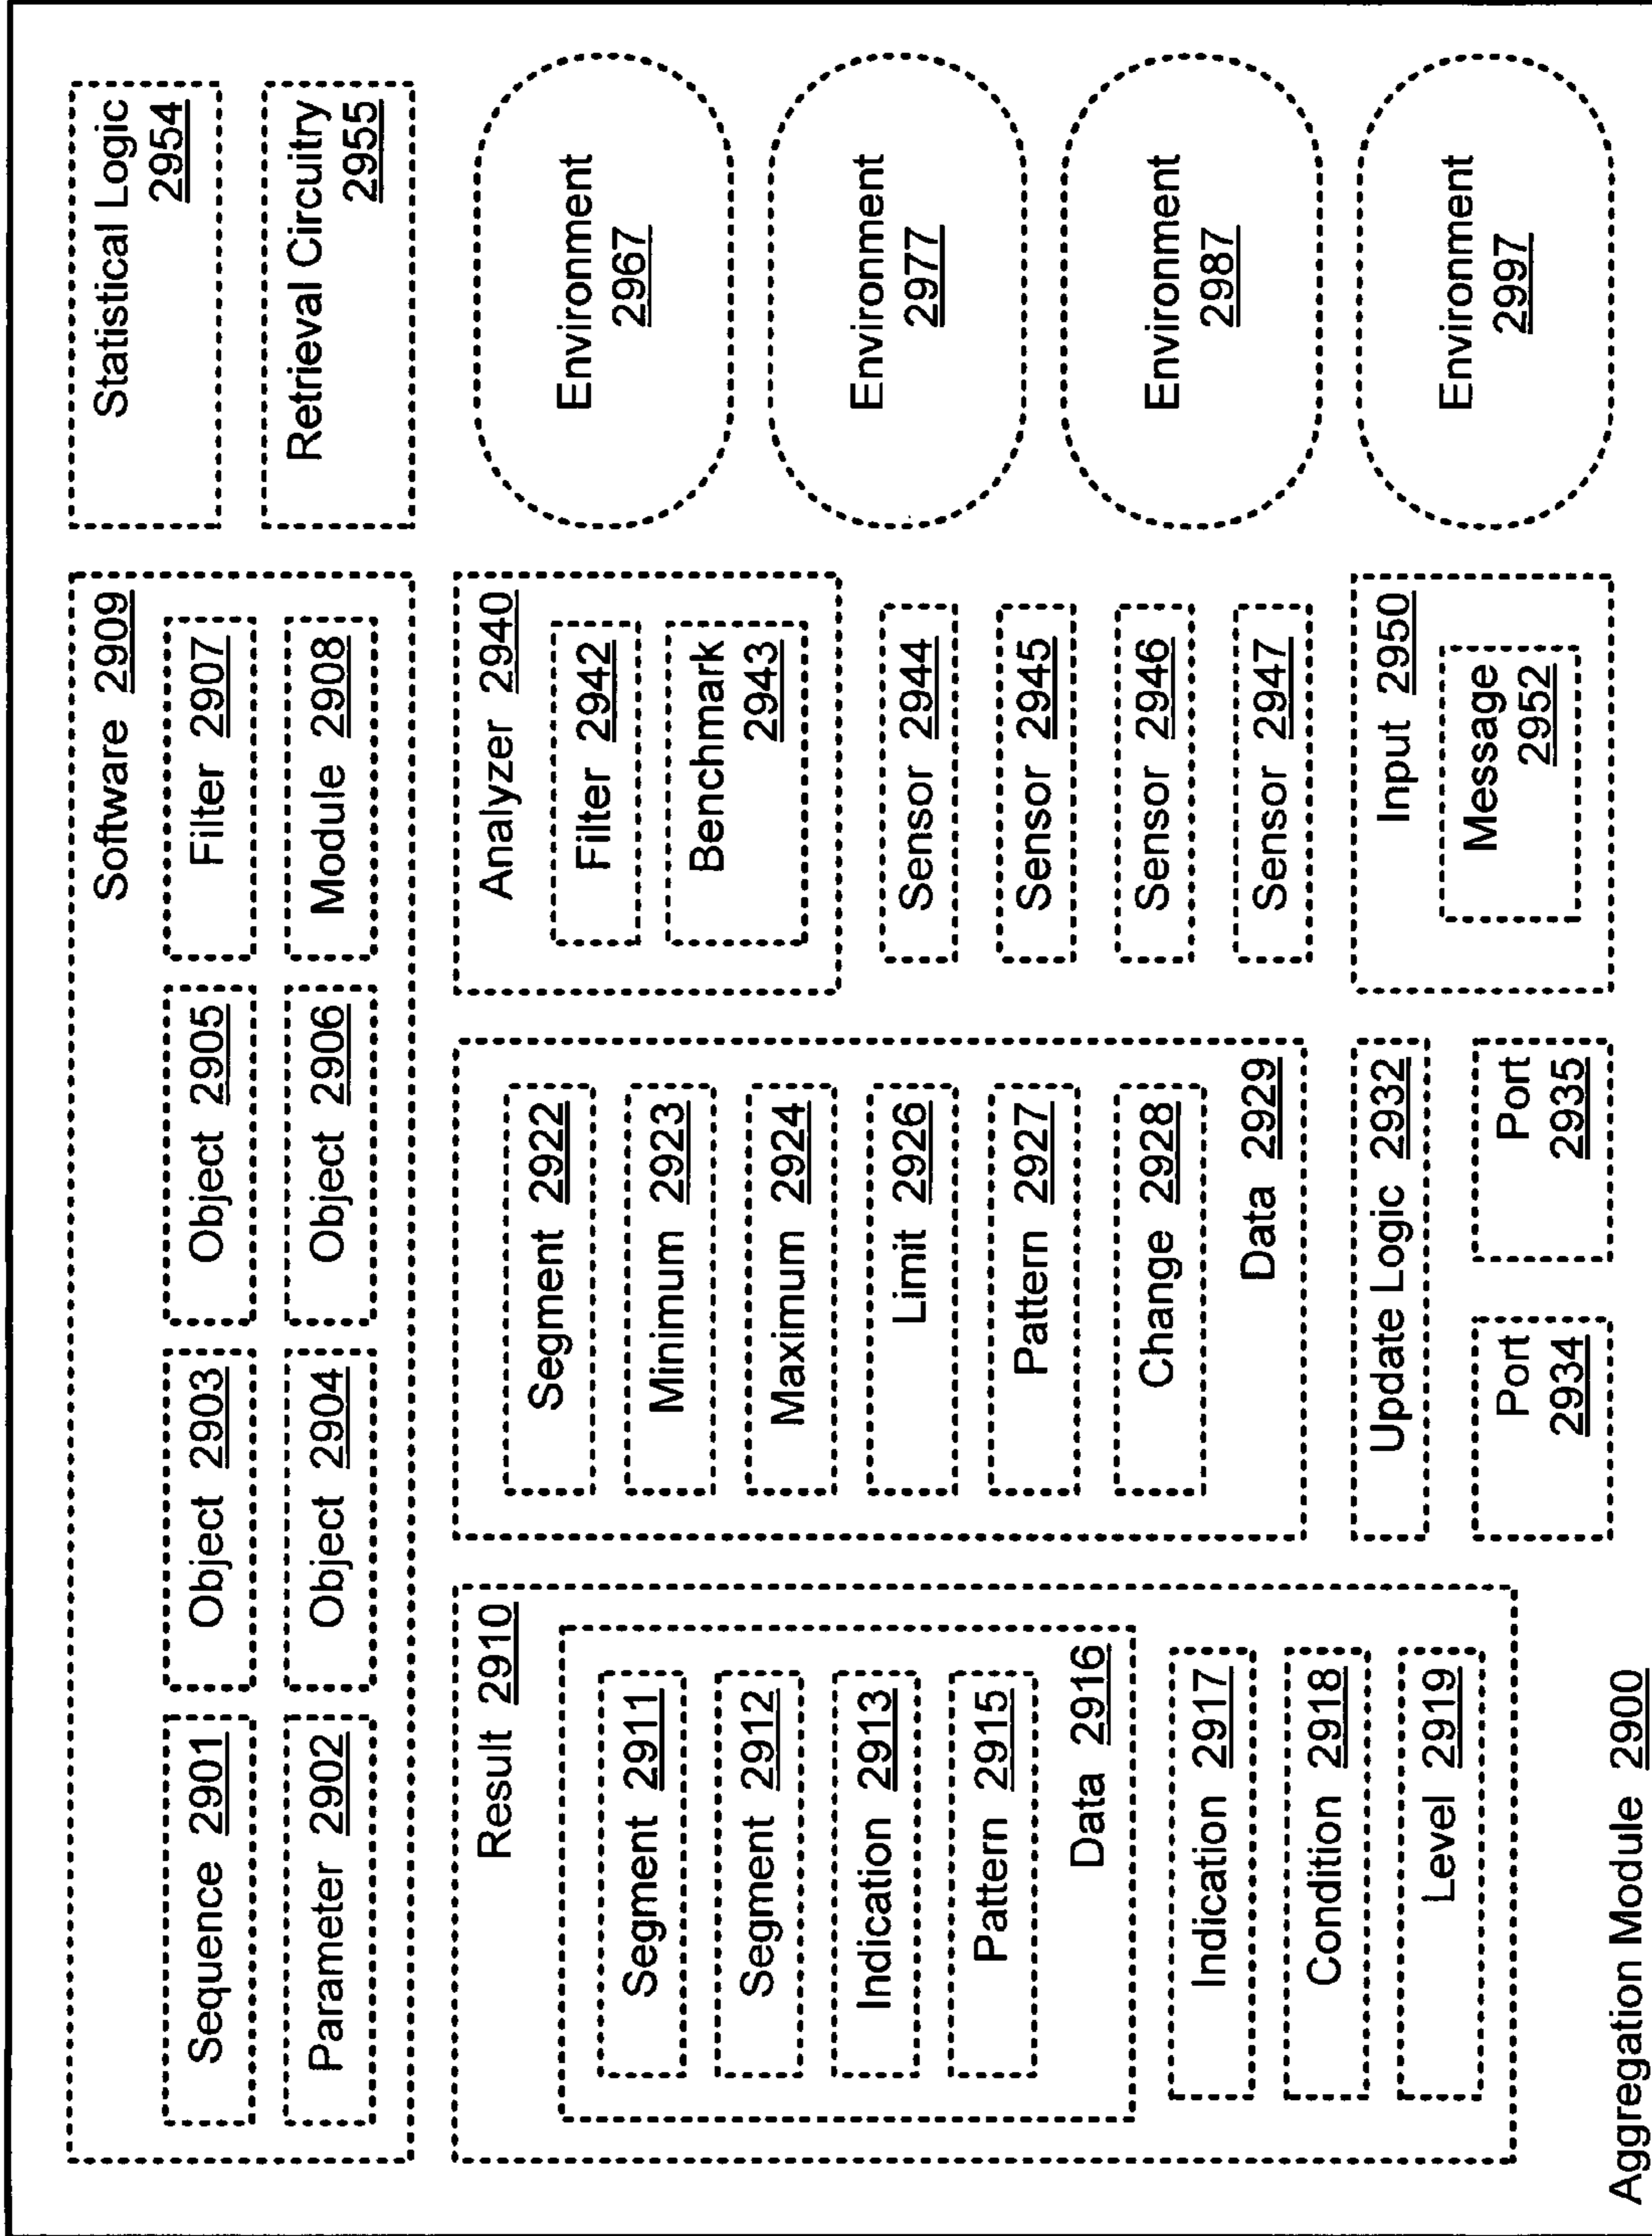 Software 2909
Sequence 2901
Object 2903
Object 2905
Filter 2907
Parameter 2902
Object 2904
Object 2906
Module 2908
Statistical Logic
2954
Retrieval Circuitry
2955
Result 2910
Segment 2911
Segment 2912
Indication 2913
Pattern 2915
Data 2916
Indication 2917
Condition 2918
Level 2919
Segment 2922
Minimum 2923
Maximum 2924
Limit 2926
Pattern 2927
Change 2928
Data 2929
Update Logic 2932
Port
2934
Port
2935
Analyzer 2940
Filter 2942
Benchmark
2943
Sensor 2944
Sensor 2945
Sensor 2946
Sensor 2947
Input 2950
Message
2952
Environment
2967
Environment
2977
Environment
2987
Environment
2997
Aggregation Module 2900